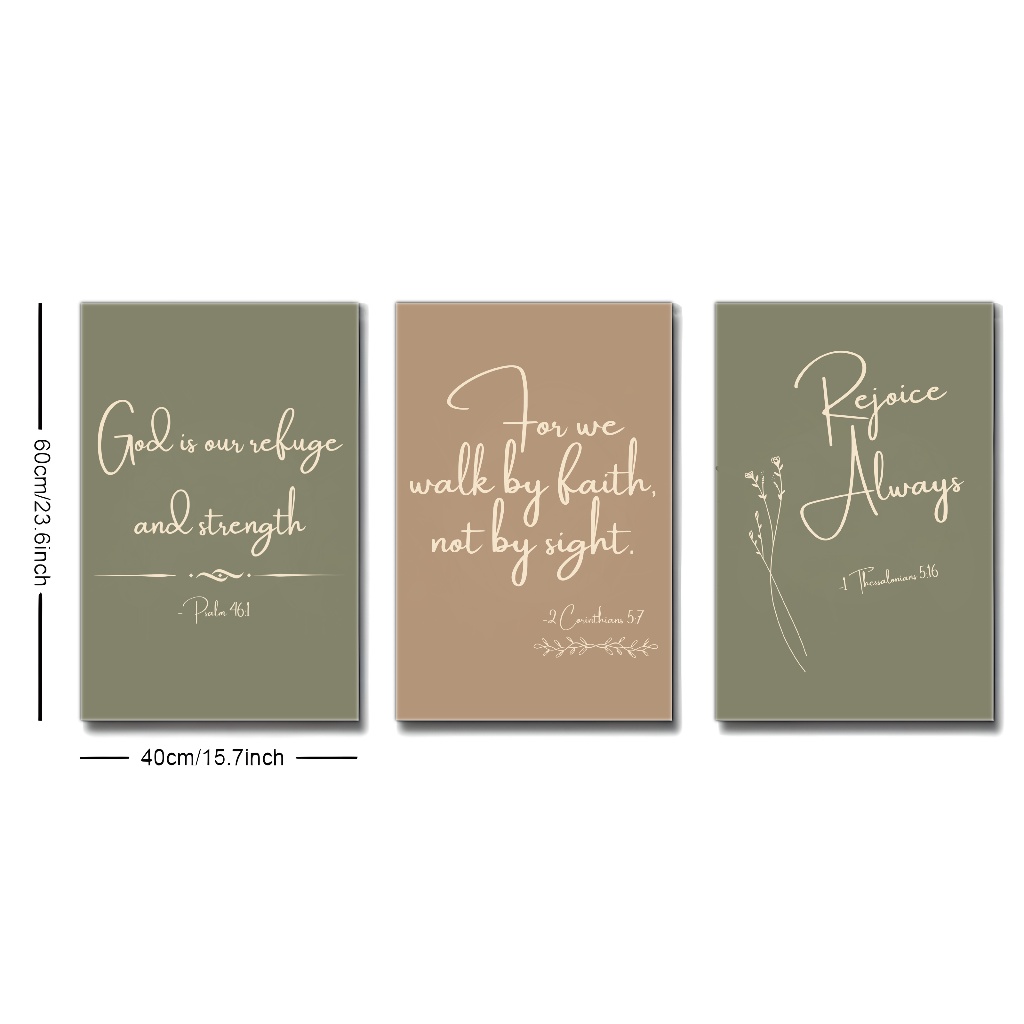 God is our refuge
and strength
-Psalm 46:1
For we
walk by faith,
not by sight.
-2 Corinthians 5:7
Rejoice
Always
-1 Thessalonians 5:16
60cm/23.6inch
40cm/15.7inch